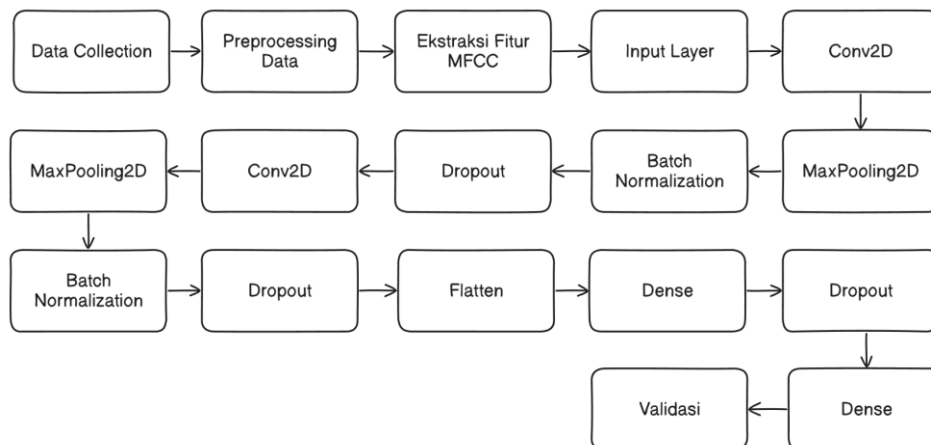 Data Collection
Preprocessing
Data
Ekstraksi Fitur
MFCC
Input Layer
Conv2D
MaxPooling2D
Batch
Normalization
Dropout
Conv2D
MaxPooling2D
Batch
Normalization
Dropout
Flatten
Dense
Dropout
Dense
Validasi